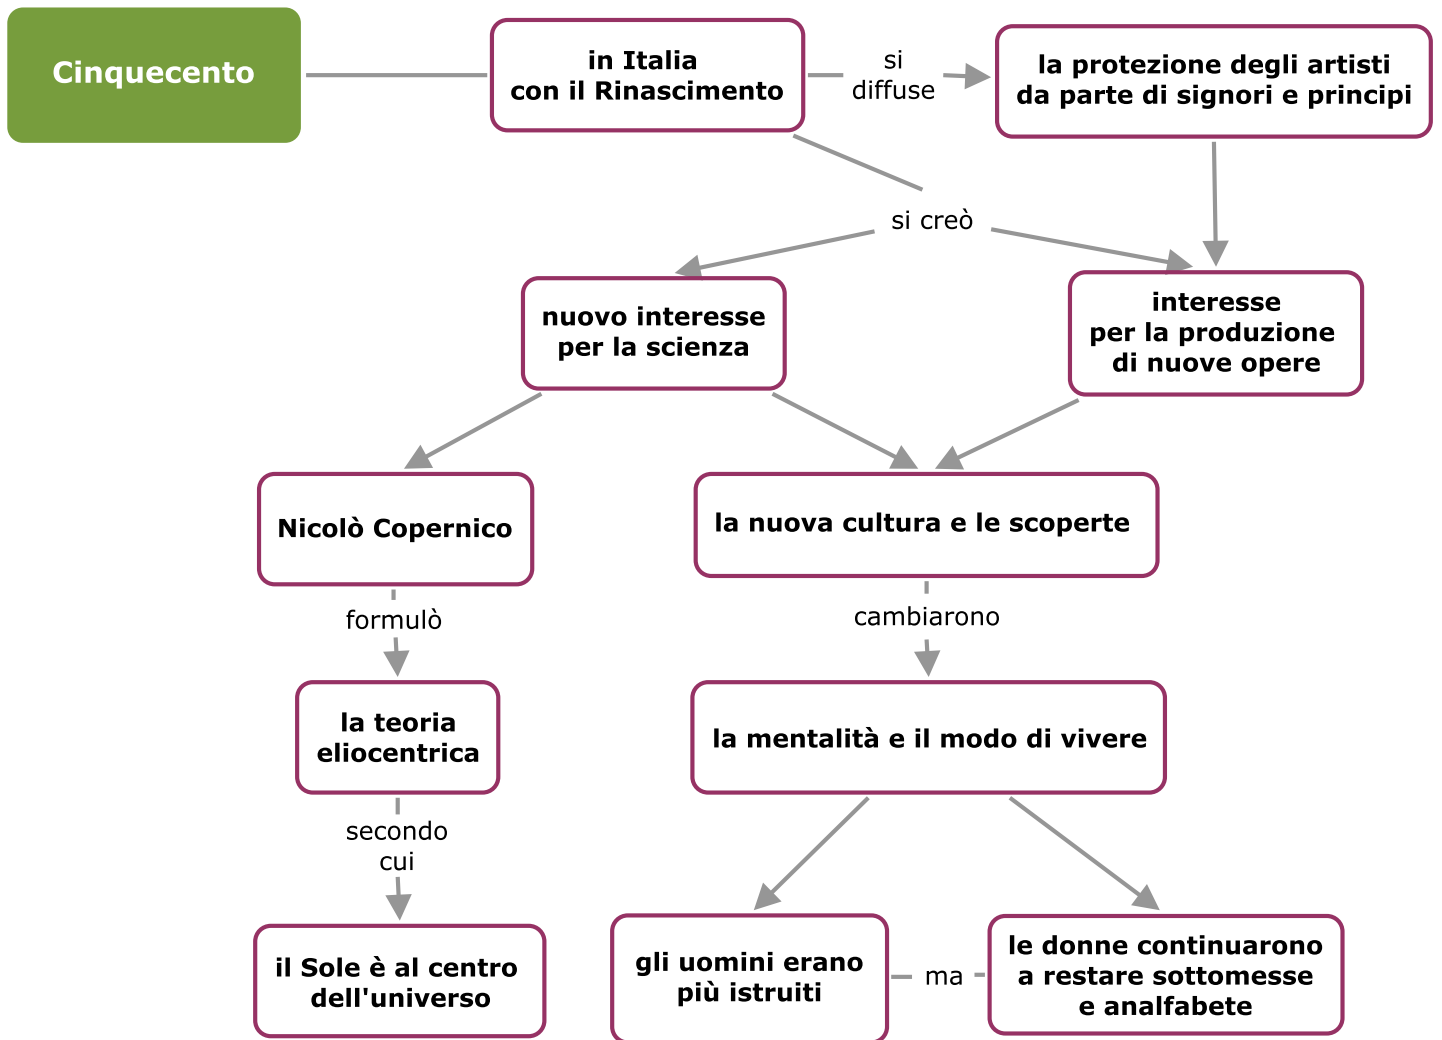 Cinquecento
in Italia
con il Rinascimento
si
diffuse
la protezione degli artisti
da parte di signori e principi
si creò
nuovo interesse
per la scienza
interesse
per la produzione
di nuove opere
Nicolò Copernico
la nuova cultura e le scoperte
formulò
cambiarono
la teoria
eliocentrica
la mentalità e il modo di vivere
secondo
cui
il Sole è al centro
dell'universo
gli uomini erano
più istruiti
ma
le donne continuarono
a restare sottomesse
e analfabete